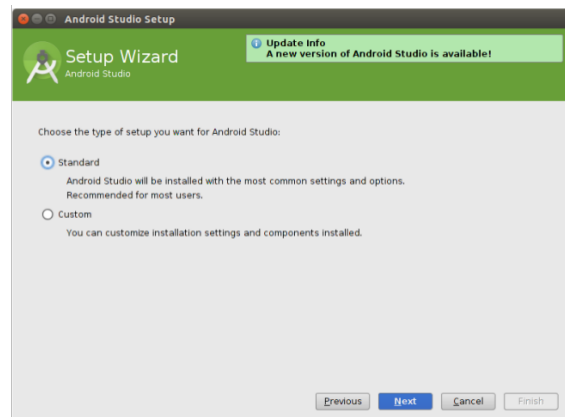 Android Studio Setup
Update Info
A new version of Android Studio is available!
Setup Wizard
Android Studio
Choose the type of setup you want for Android Studio:
Standard
Android Studio will be installed with the most common settings and options.
Recommended for most users.
Custom
You can customize installation settings and components installed.
Previous Next Cancel Finish